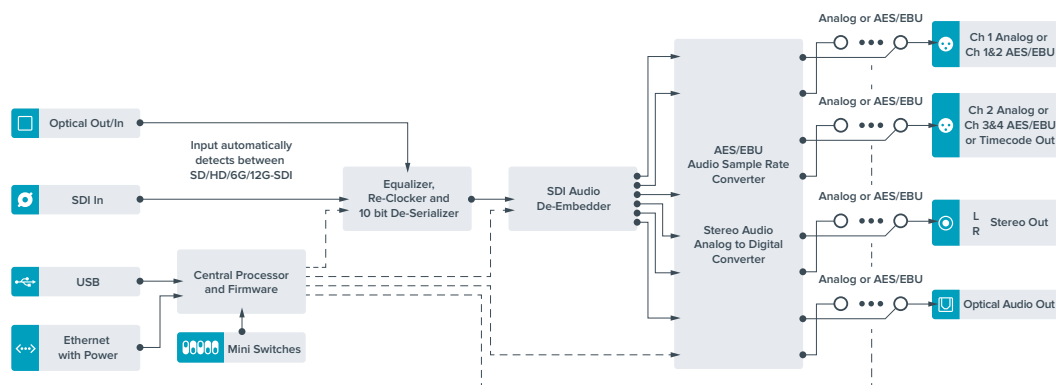 Analog or AES/EBU
Ch 1 Analog or
Ch 1&2 AES/EBU
Optical Out/In
Input automatically
detects between
SD/HD/6G/12G-SDI
Analog or AES/EBU
Ch 2 Analog or
Ch 3&4 AES/EBU
or Timecode Out
AES/EBU
Audio Sample Rate
Converter
SDI In
Equalizer,
Re-Clocker and
10 bit De-Serializer
SDI Audio
De-Embedder
Stereo Audio
Analog to Digital
Converter
Analog or AES/EBU
L
R
Stereo Out
USB
Central Processor
and Firmware
Analog or AES/EBU
Optical Audio Out
Ethernet
with Power
Mini Switches